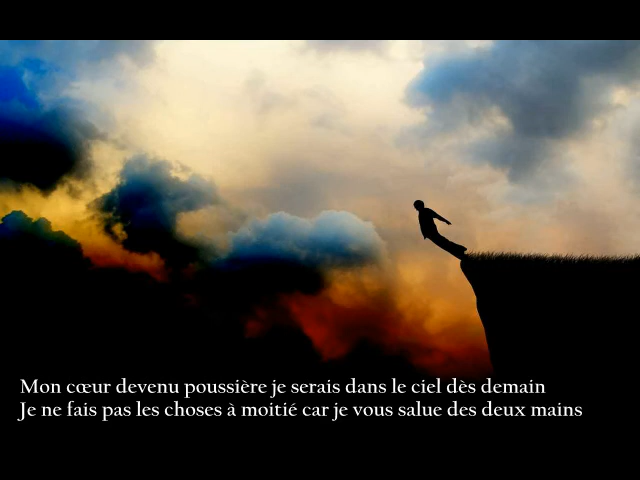 Mon cœur devenu poussière je serais dans le ciel dès demain
Je ne fais pas les choses à moitié car je vous salue des deux mains